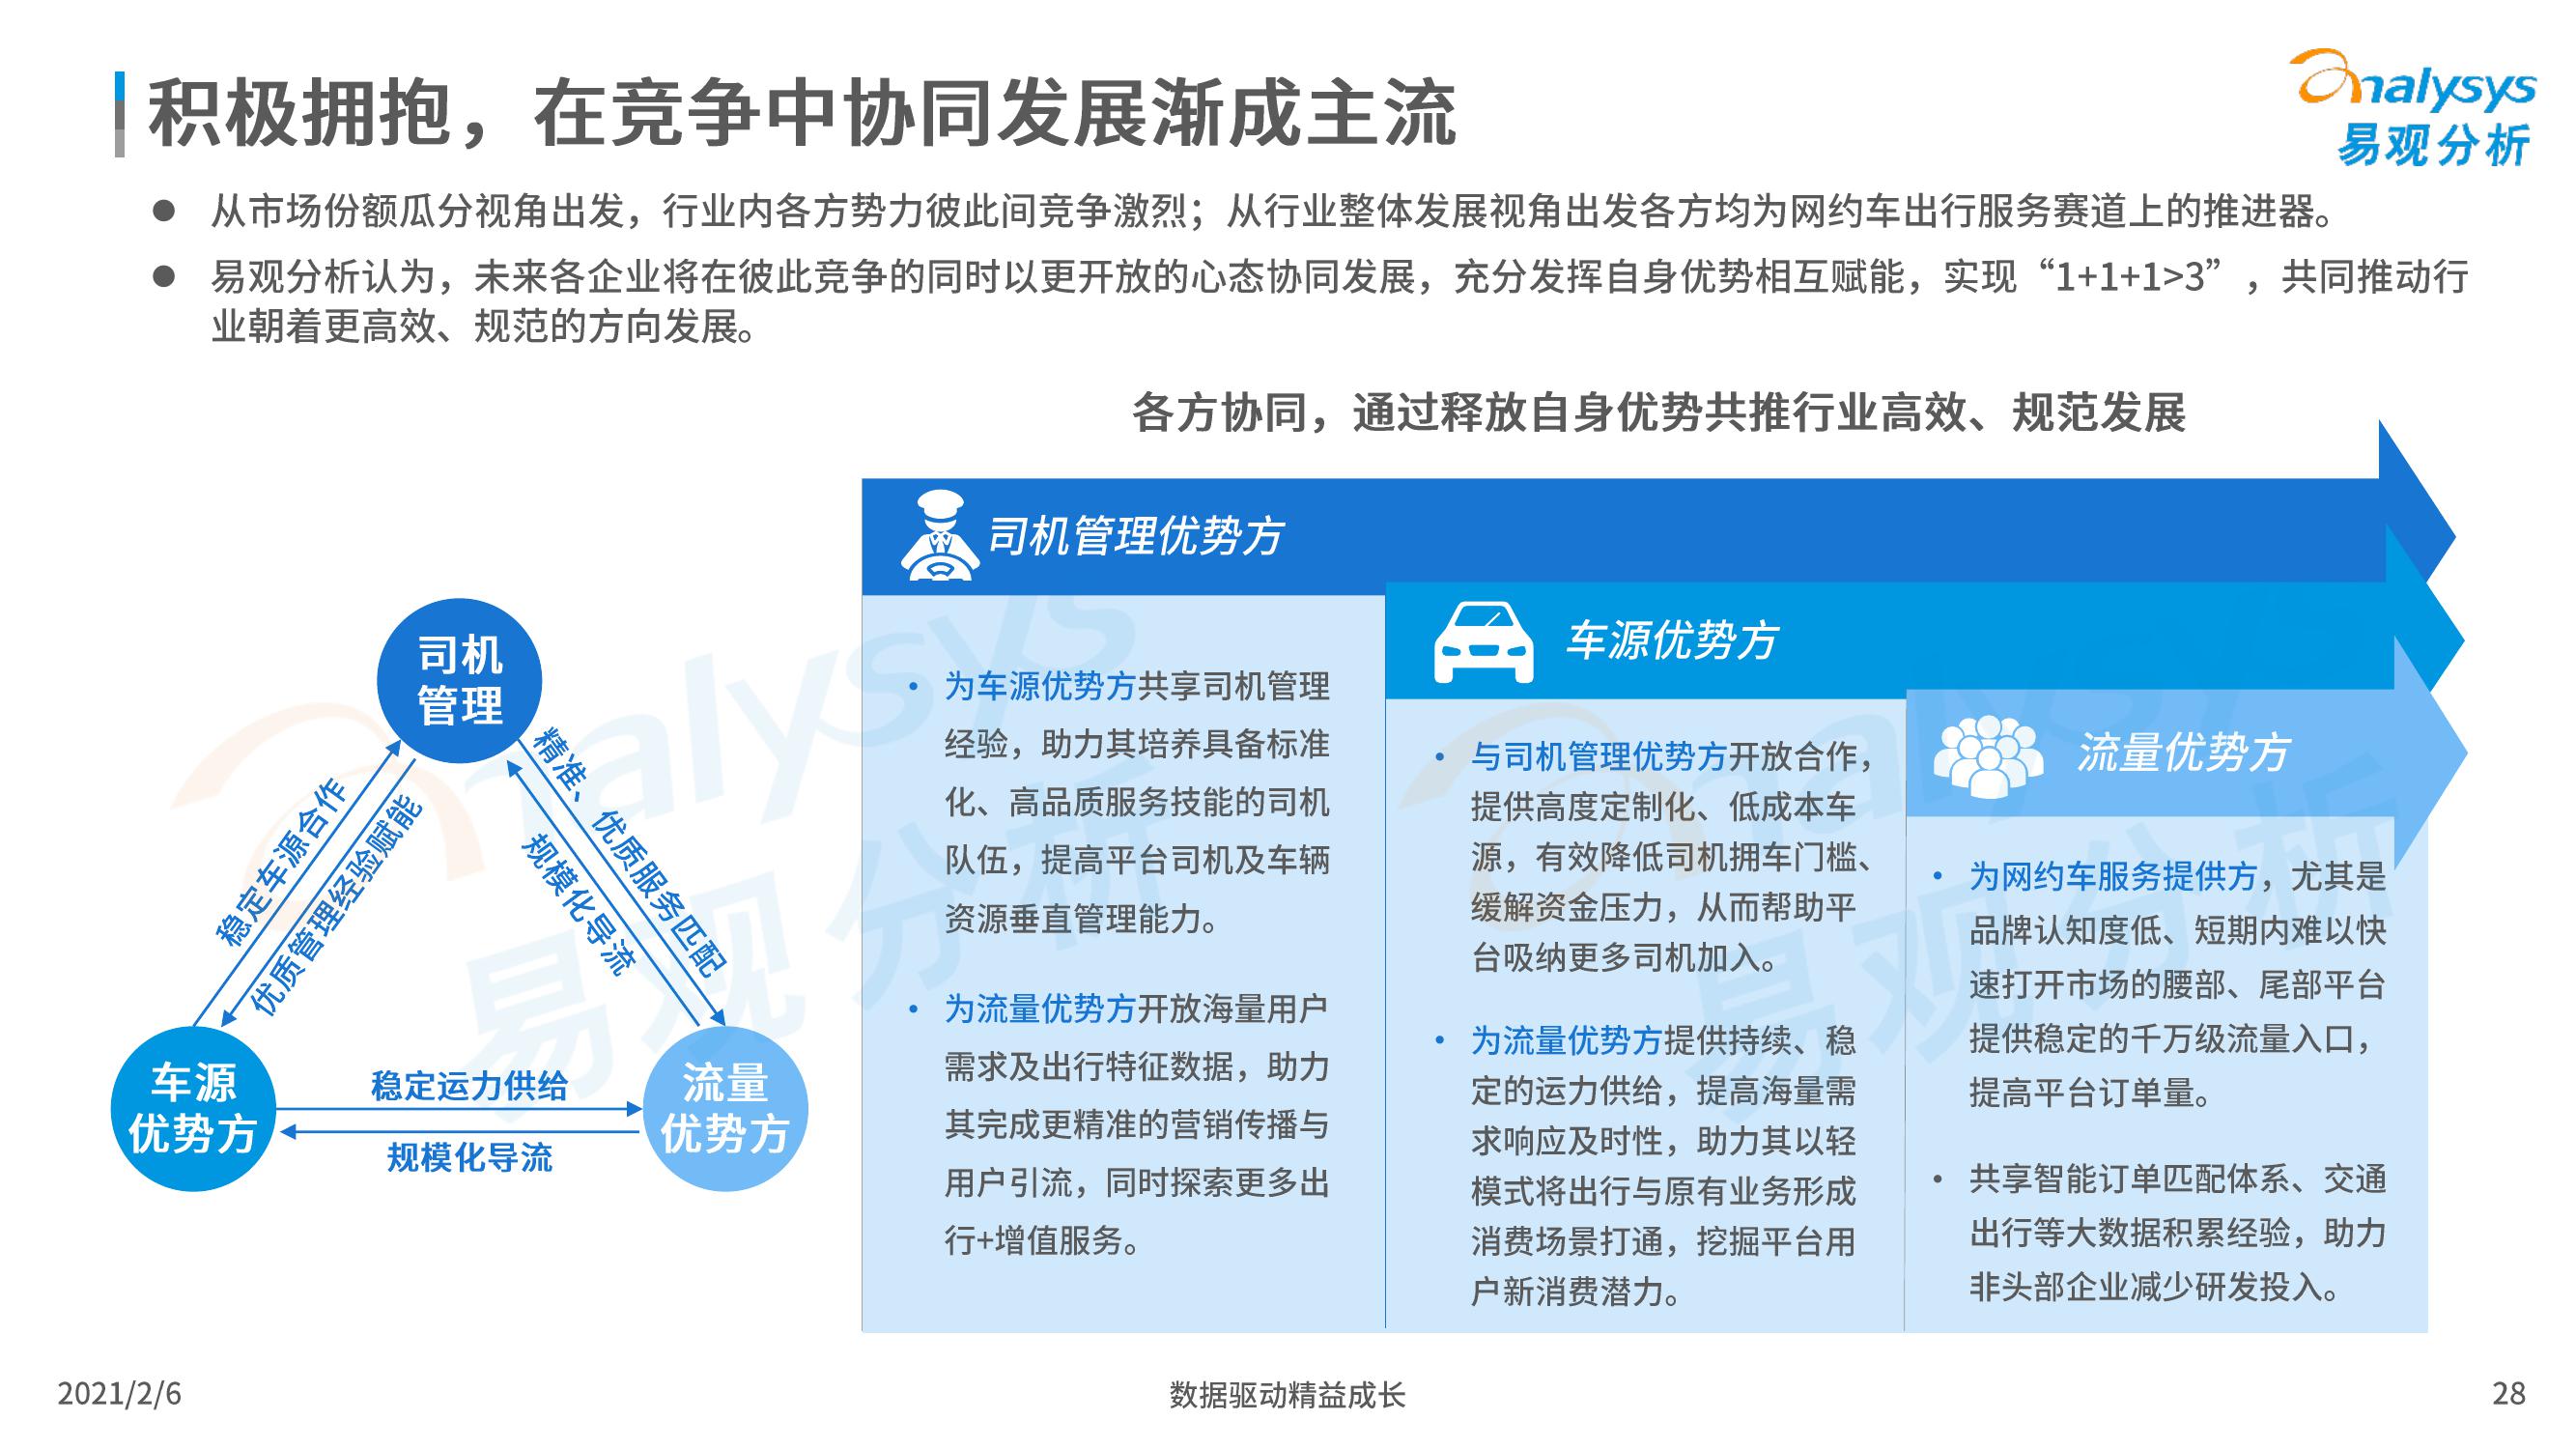 积极拥抱，在竞争中协同发展渐成主流
analysys
易观分析
● 从市场份额瓜分视角出发，行业内各方势力彼此间竞争激烈；从行业整体发展视角出发各方均为网约车出行服务赛道上的推进器。
● 易观分析认为，未来各企业将在彼此竞争的同时以更开放的心态协同发展，充分发挥自身优势相互赋能，实现“1+1+1>3”，共同推动行
业朝着更高效、规范的方向发展。
各方协同，通过释放自身优势共推行业高效、规范发展
司机
管理
稳定车源合作
优质管理经验赋能
精准、优质服务匹配
规模化导流
车源
优势方
稳定运力供给
规模化导流
流量
优势方
司机管理优势方
• 为车源优势方共享司机管理
经验，助力其培养具备标准
化、高品质服务技能的司机
队伍，提高平台司机及车辆
资源垂直管理能力。
• 为流量优势方开放海量用户
需求及出行特征数据，助力
其完成更精准的营销传播与
用户引流，同时探索更多出
行+增值服务。
车源优势方
• 与司机管理优势方开放合作，
提供高度定制化、低成本车
源，有效降低司机拥车门槛、
缓解资金压力，从而帮助平
台吸纳更多司机加入。
• 为流量优势方提供持续、稳
定的运力供给，提高海量需
求响应及时性，助力其以轻
模式将出行与原有业务形成
消费场景打通，挖掘平台用
户新消费潜力。
流量优势方
• 为网约车服务提供方，尤其是
品牌认知度低、短期内难以快
速打开市场的腰部、尾部平台
提供稳定的千万级流量入口，
提高平台订单量。
• 共享智能订单匹配体系、交通
出行等大数据积累经验，助力
非头部企业减少研发投入。
analysys
易观分析
analysys
易观分析
2021/2/6
数据驱动精益成长
28